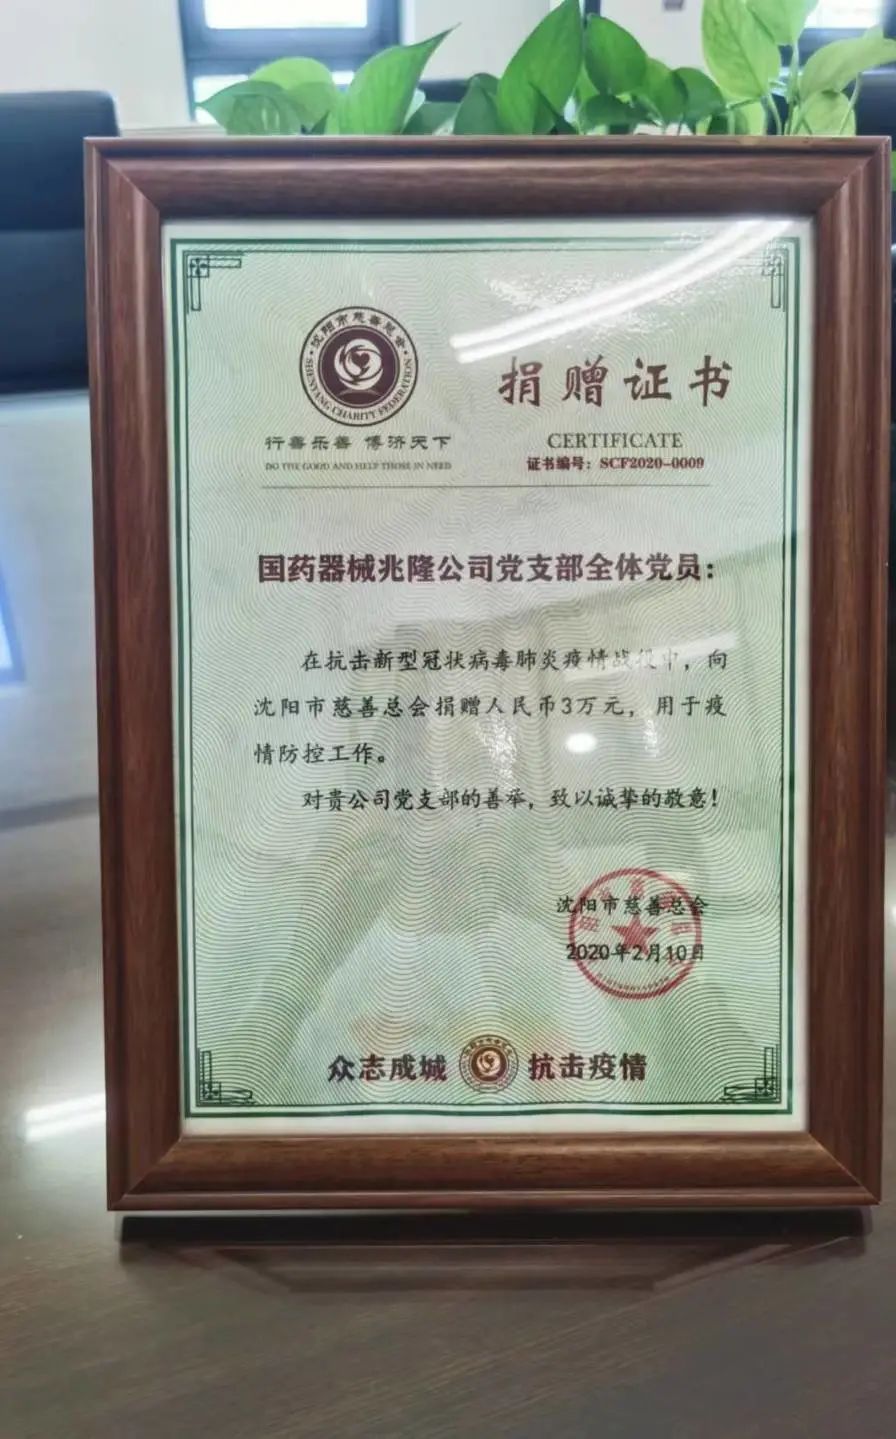 沈阳市慈善总会
SHENYANG CHARITY FEDERATION
行善乐善 博济天下
DO THE GOOD AND HELP THOSE IN NEED
捐赠证书
CERTIFICATE
证书编号：SCF2020-0009
国药器械兆隆公司党支部全体党员：
在抗击新型冠状病毒肺炎疫情战役中，向
沈阳市慈善总会捐赠人民币3万元，用于疫
情防控工作。
对贵公司党支部的善举，致以诚挚的敬意！
沈阳市慈善总会
2020年2月10日
众志成城 抗击疫情